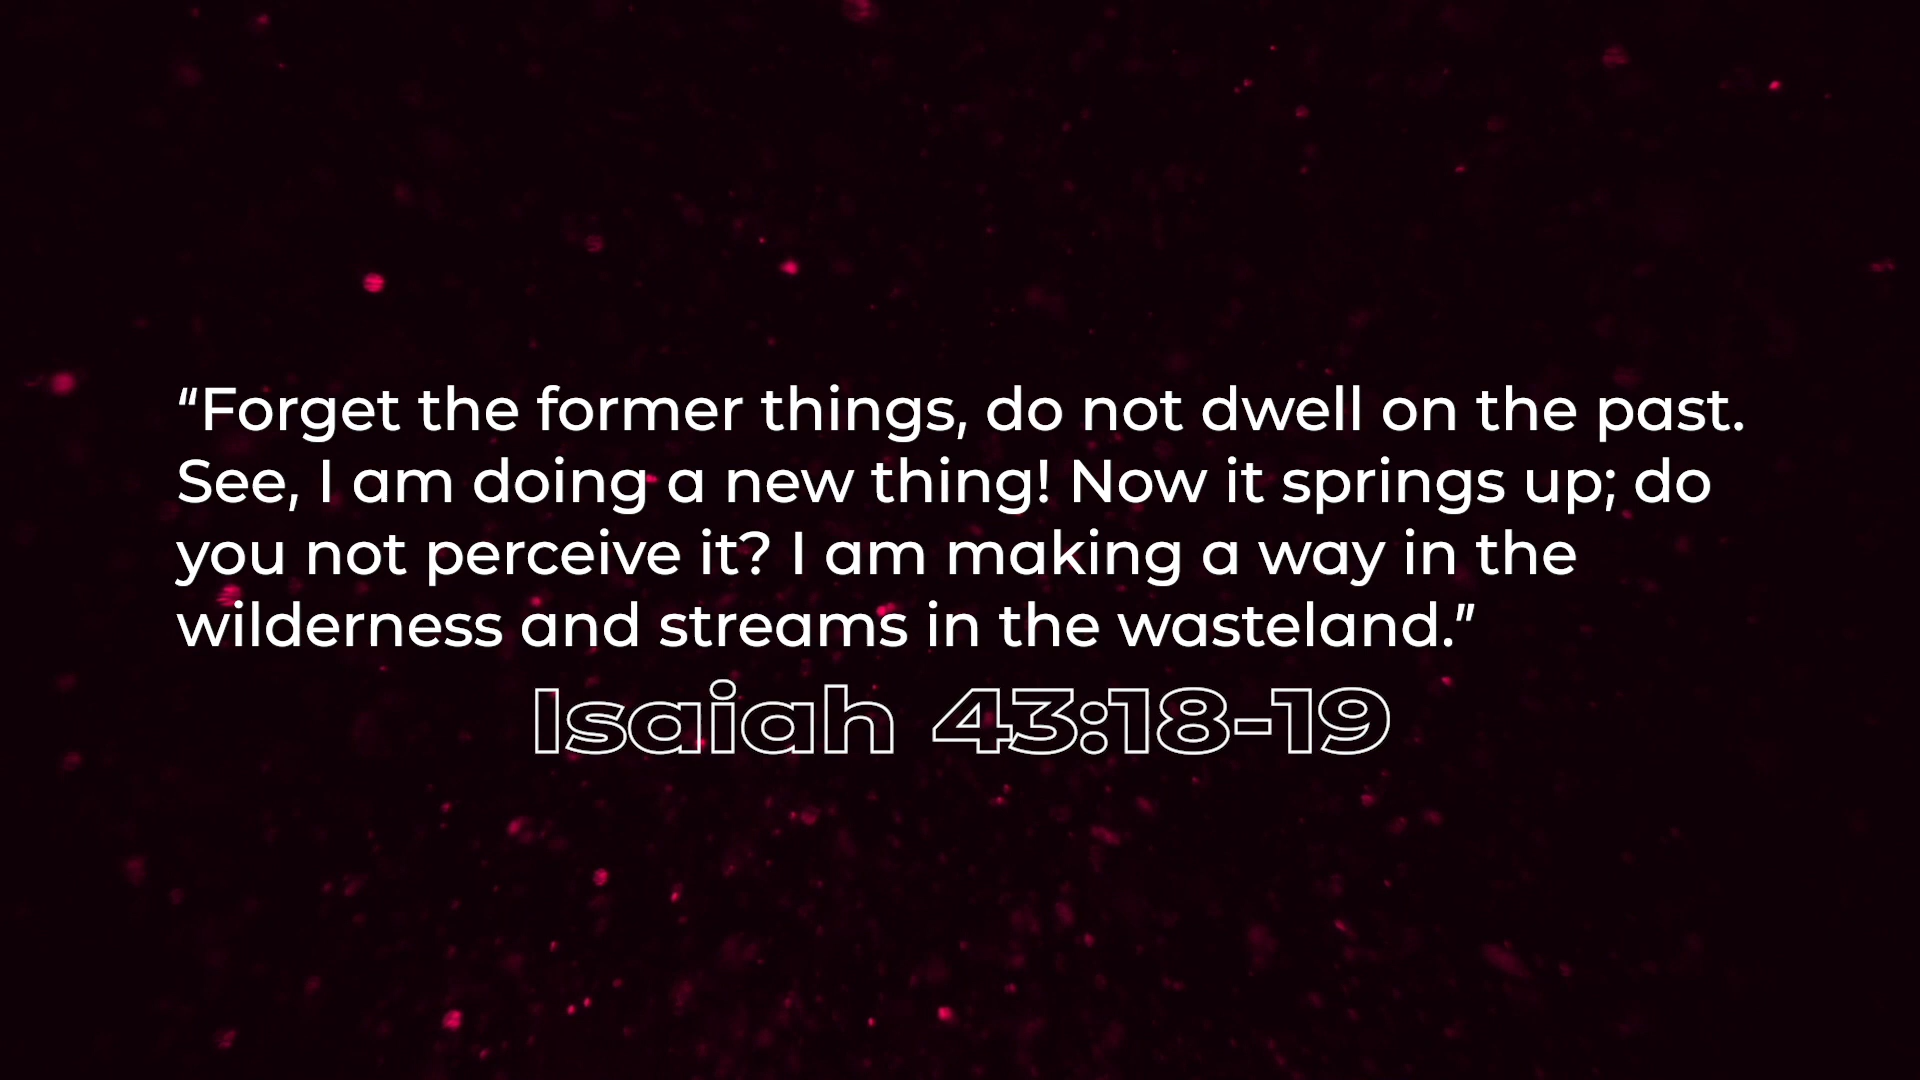 “Forget the former things, do not dwell on the past.
See, I am doing a new thing! Now it springs up; do
you not perceive it? I am making a way in the
wilderness and streams in the wasteland.”
Isaiah 43:18-19